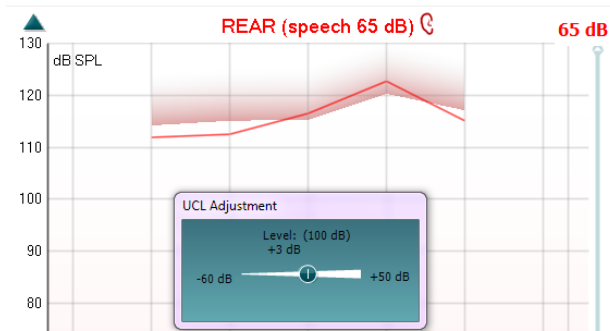 REAR (speech 65 dB)
65 dB
130
dB SPL
120
110
100
UCL Adjustment
Level: (100 dB)
+3 dB
90
-60 dB
+50 dB
80